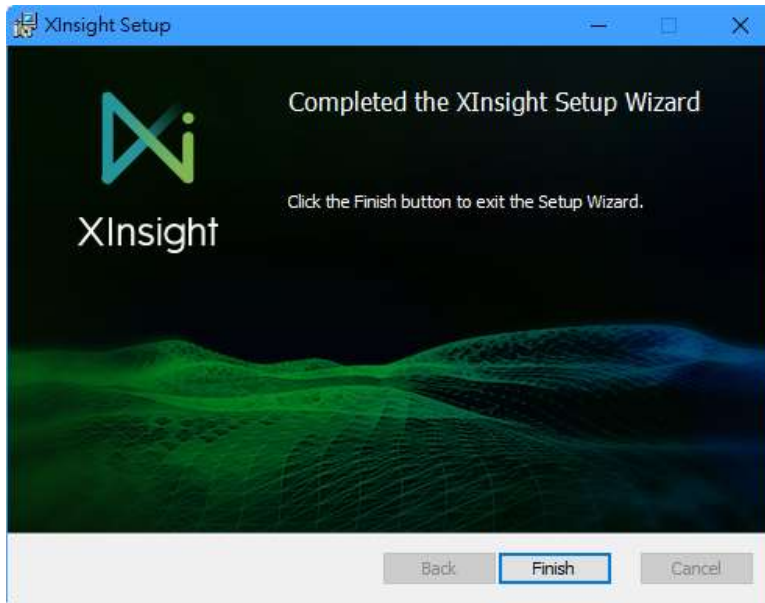 XInsight Setup
Completed the XInsight Setup Wizard
Click the Finish button to exit the Setup Wizard.
XInsight
Back
Finish
Cancel